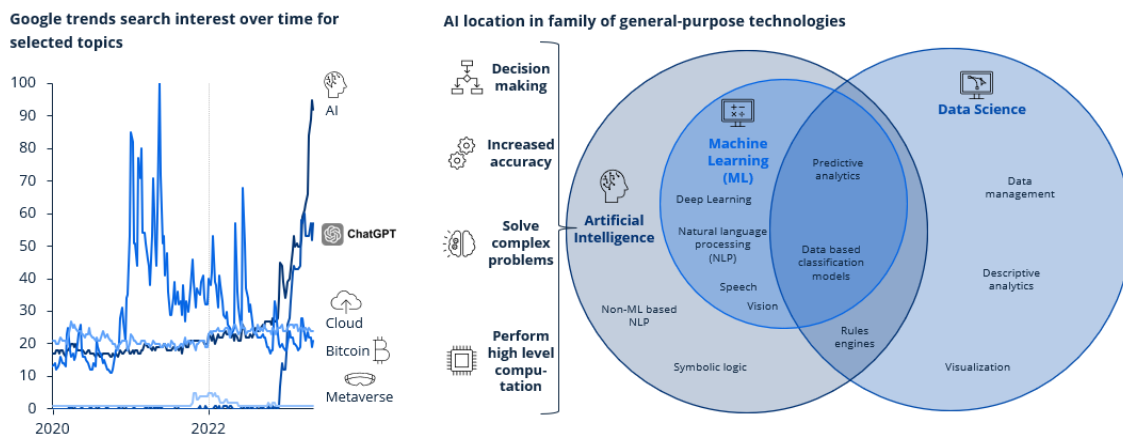 Google trends search interest over time for
selected topics
100
90
80
70
60
50
40
30
20
10
0
2020
2022
AI
ChatGPT
Cloud
Bitcoin
Metaverse
AI location in family of general-purpose technologies
Decision
making
Increased
accuracy
Solve
complex
problems
Perform
high level
compu-
tation
Artificial
Intelligence
Non-ML based
NLP
Symbolic logic
Machine
Learning
(ML)
Deep Learning
Natural language
processing
(NLP)
Speech
Vision
Predictive
analytics
Data based
classification
models
Rules
engines
Data Science
Data
management
Descriptive
analytics
Visualization